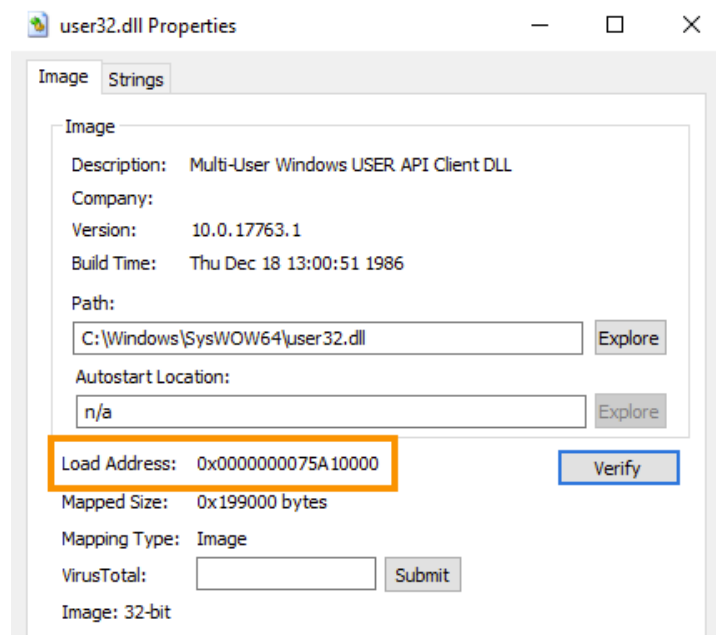 user32.dll Properties
Image Strings
Image
Description: Multi-User Windows USER API Client DLL
Company:
Version: 10.0.17763.1
Build Time: Thu Dec 18 13:00:51 1986
Path:
C:\Windows\SysWOW64\user32.dll Explore
Autostart Location:
n/a Explore
Load Address: 0x0000000075A10000 Verify
Mapped Size: 0x199000 bytes
Mapping Type: Image
VirusTotal: Submit
Image: 32-bit